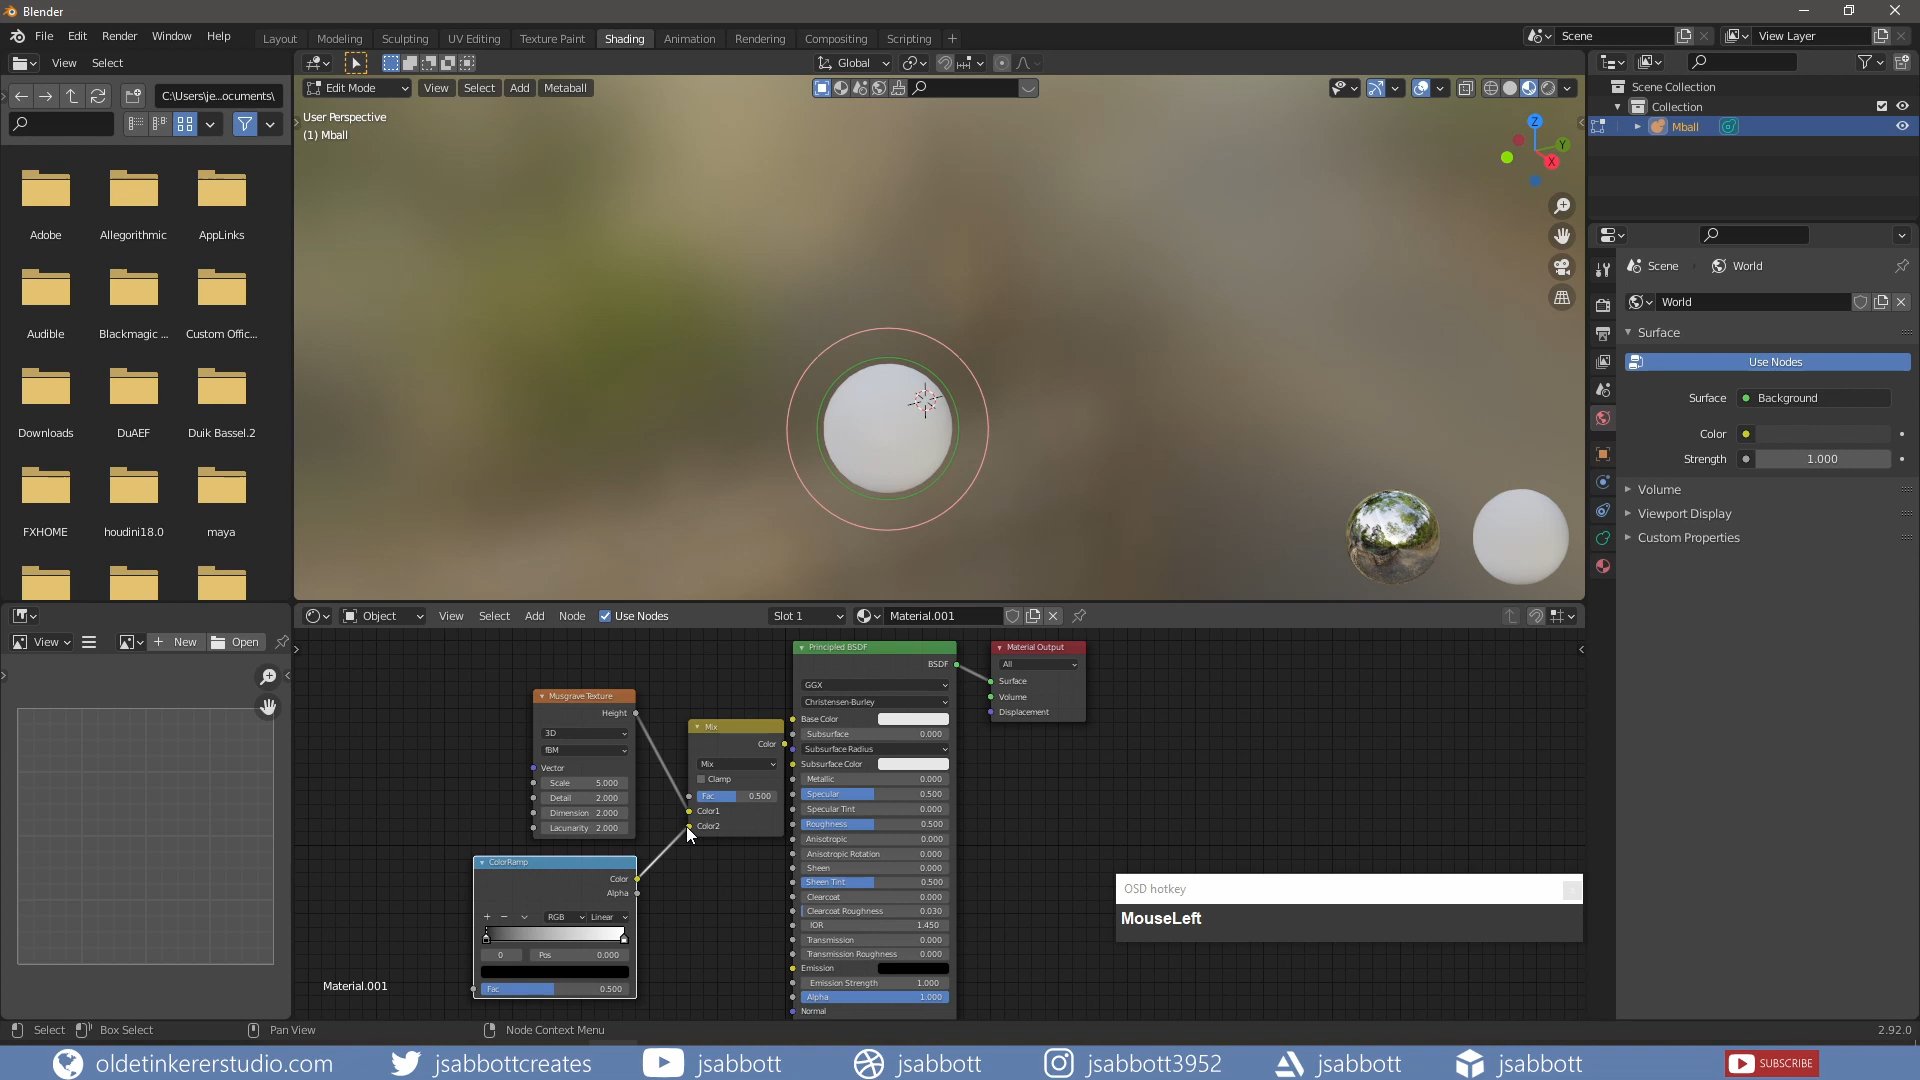 Blender
File Edit Render Window Help
Layout Modeling Sculpting UV Editing Texture Paint Shading Animation Rendering Compositing Scripting
Scene
View Layer
View Select
Global
C:\Users\je...ocuments\
Edit Mode View Select Add Metaball
User Perspective
(1) Mball
Z
Y
X
Scene Collection
Collection
Mball
Adobe Allegorithmic AppLinks
Audible Blackmagic ... Custom Offic...
Downloads DuAEF Duik Bassel.2
FXHOME houdini18.0 maya
Scene World
World
Surface
Use Nodes
Surface Background
Color
Strength 1.000
Volume
Viewport Display
Custom Properties
View New Open
Object View Select Add Node Use Nodes Slot 1 Material.001
Musgrave Texture
Height
3D
fBM
Vector
Scale 5.000
Detail 2.000
Dimension 2.000
Lacunarity 2.000
ColorRamp
Color
Alpha
RGB Linear
0 Pos 0.000
Fac 0.500
Mix
Color
Mix
Clamp
Fac 0.500
Color1
Color2
Principled BSDF
BSDF
GGX
Christensen-Burley
Base Color
Subsurface 0.000
Subsurface Radius
Subsurface Color
Metallic 0.000
Specular 0.500
Specular Tint 0.000
Roughness 0.500
Anisotropic 0.000
Anisotropic Rotation 0.000
Sheen 0.000
Sheen Tint 0.500
Clearcoat 0.000
Clearcoat Roughness 0.030
IOR 1.450
Transmission 0.000
Transmission Roughness 0.000
Emission
Emission Strength 1.000
Alpha 1.000
Normal
Material Output
All
Surface
Volume
Displacement
OSD hotkey
MouseLeft
Material.001
Select Box Select Pan View Node Context Menu 2.92.0
oldetinkererstudio.com jsabbottcreates jsabbott jsabbott jsabbott3952 jsabbott jsabbott SUBSCRIBE